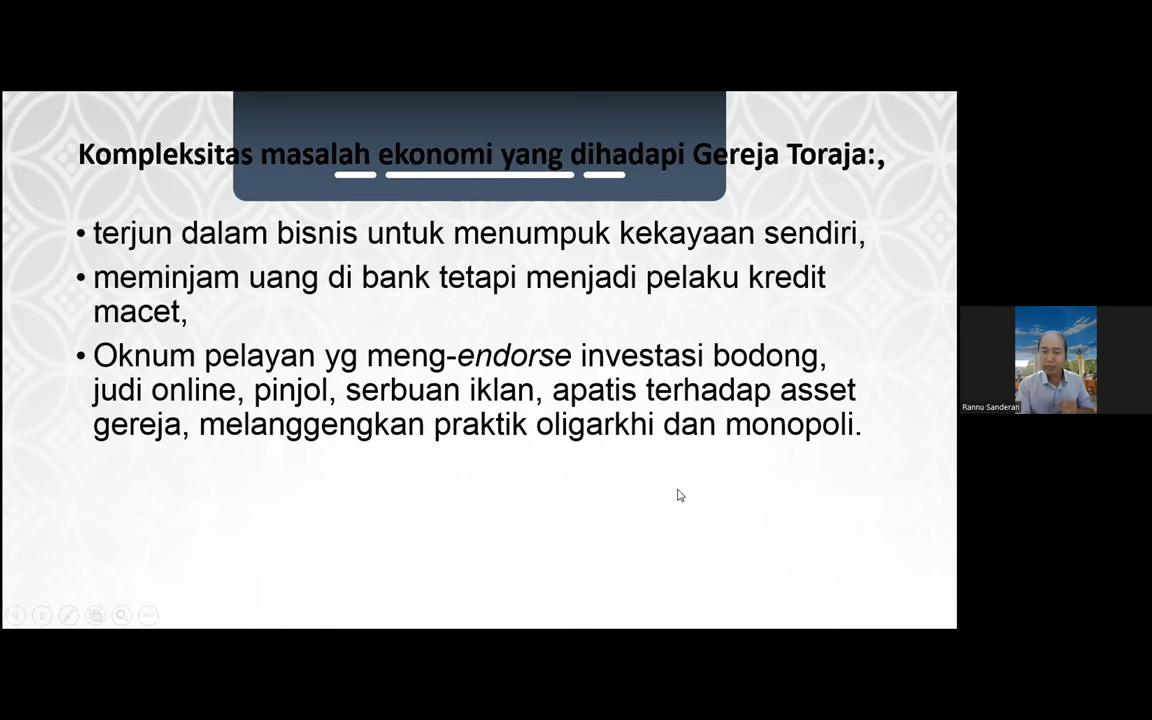 Kompleksitas masalah ekonomi yang dihadapi Gereja Toraja:,
• terjun dalam bisnis untuk menumpuk kekayaan sendiri,
• meminjam uang di bank tetapi menjadi pelaku kredit
macet,
• Oknum pelayan yg meng-endorse investasi bodong,
judi online, pinjol, serbuan iklan, apatis terhadap asset
gereja, melanggengkan praktik oligarkhi dan monopoli.
Rannu Sanderan